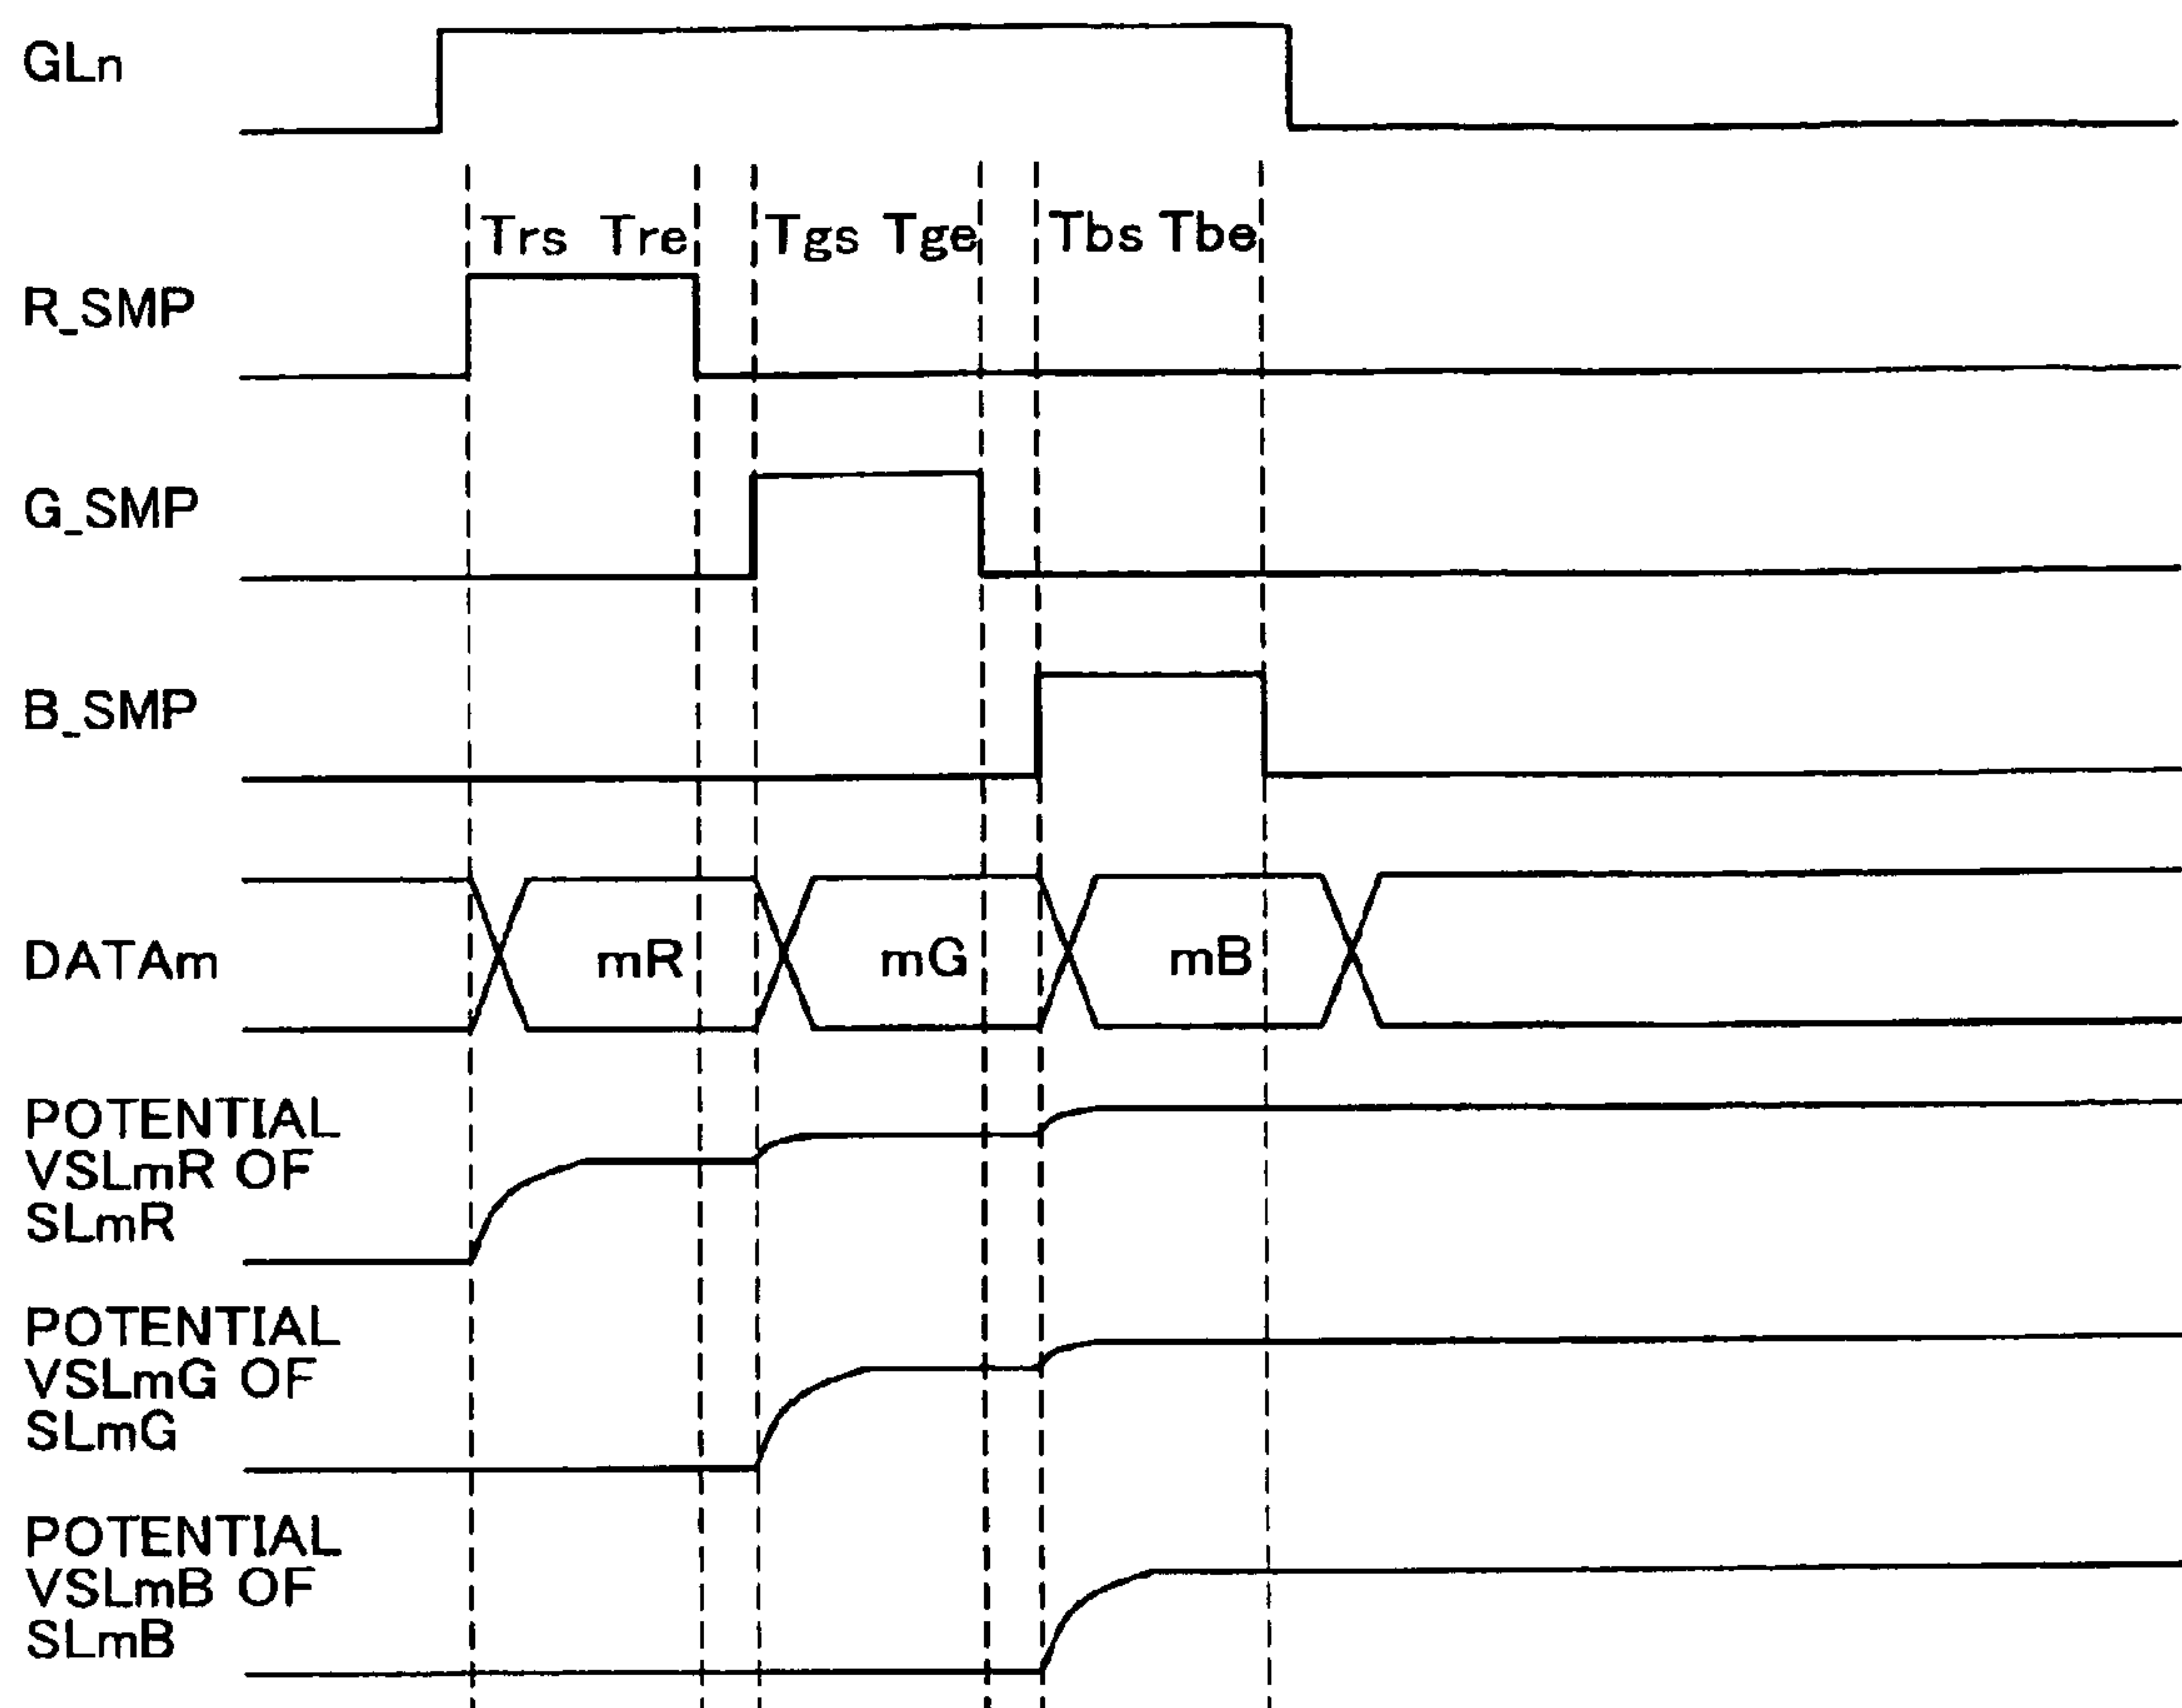 GLn
Trs Tre Tgs Tge Tbs Tbe
R_SMP
G_SMP
B_SMP
DATAm mR mG mB
POTENTIAL
VSLmR OF
SLmR
POTENTIAL
VSLmG OF
SLmG
POTENTIAL
VSLmB OF
SLmB